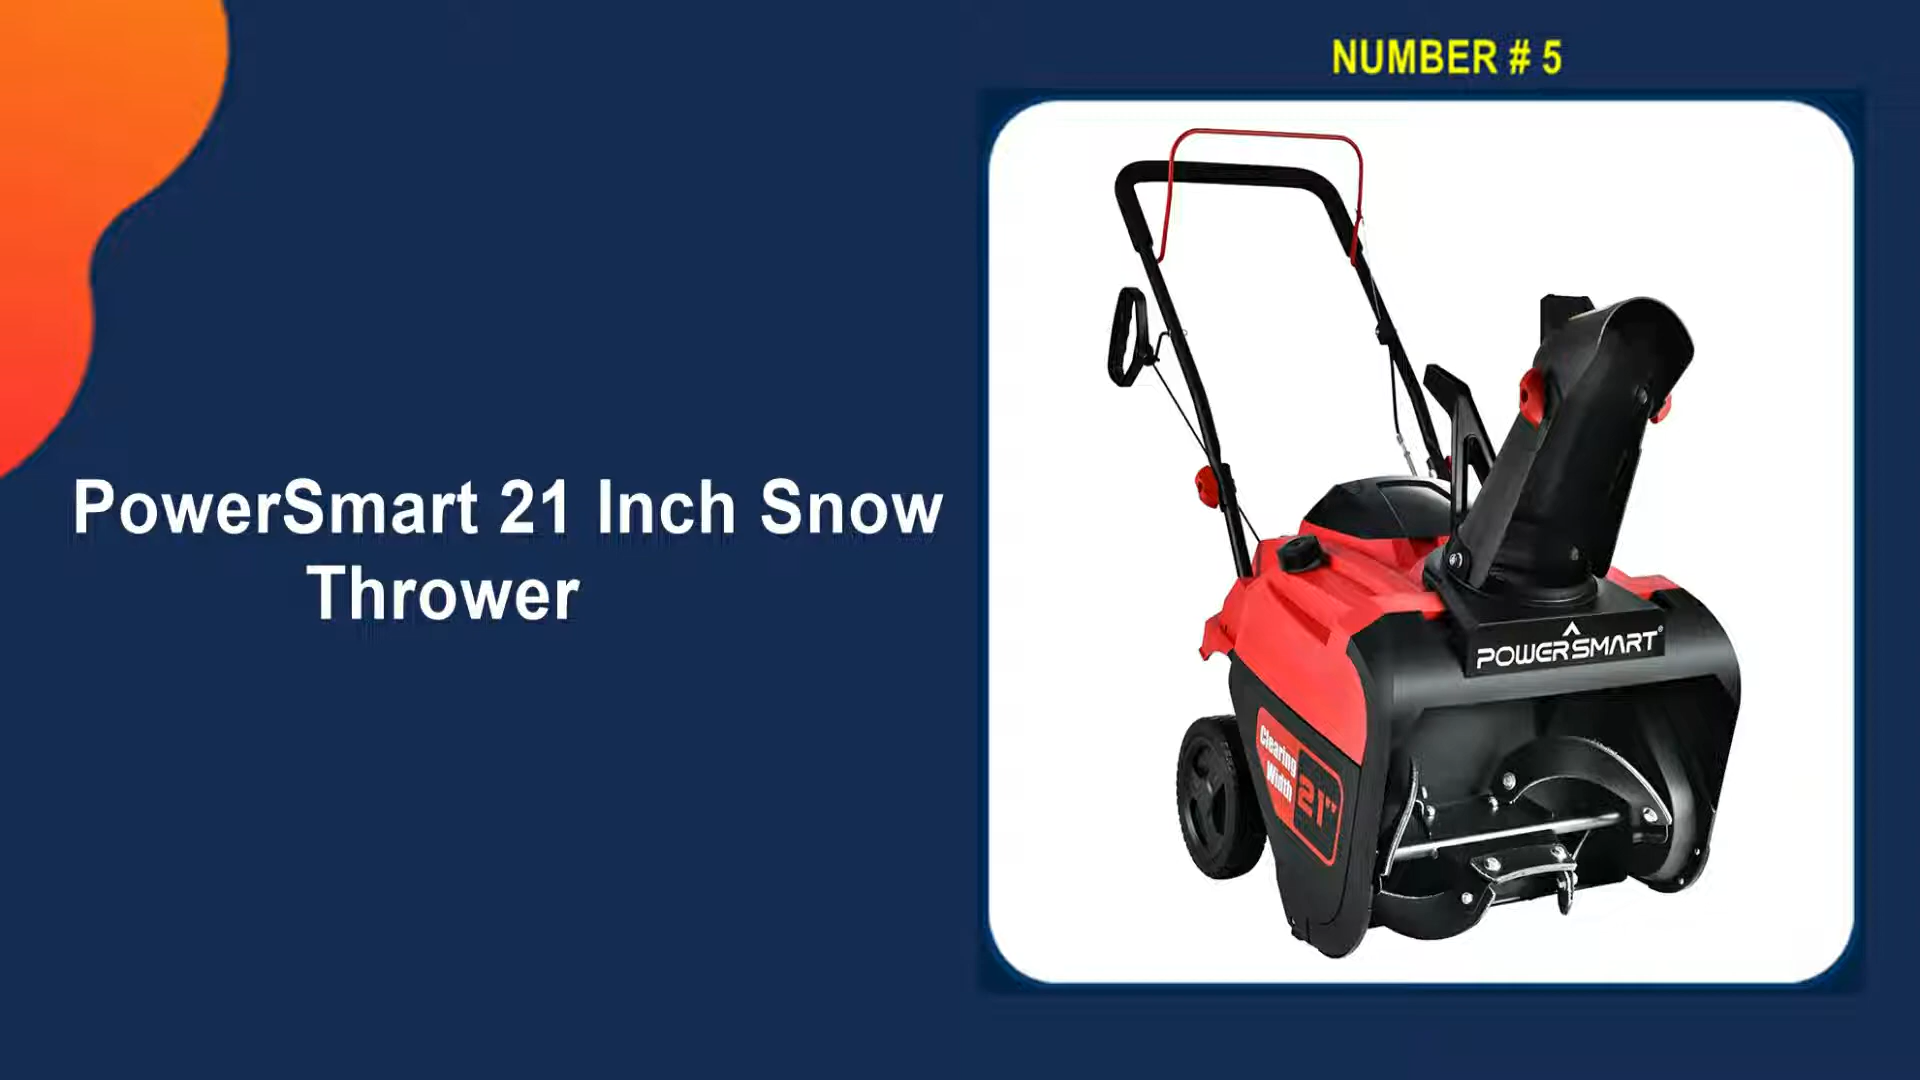 NUMBER # 5
PowerSmart 21 Inch Snow
Thrower
POWERSMART®
Clearing
Width
21"